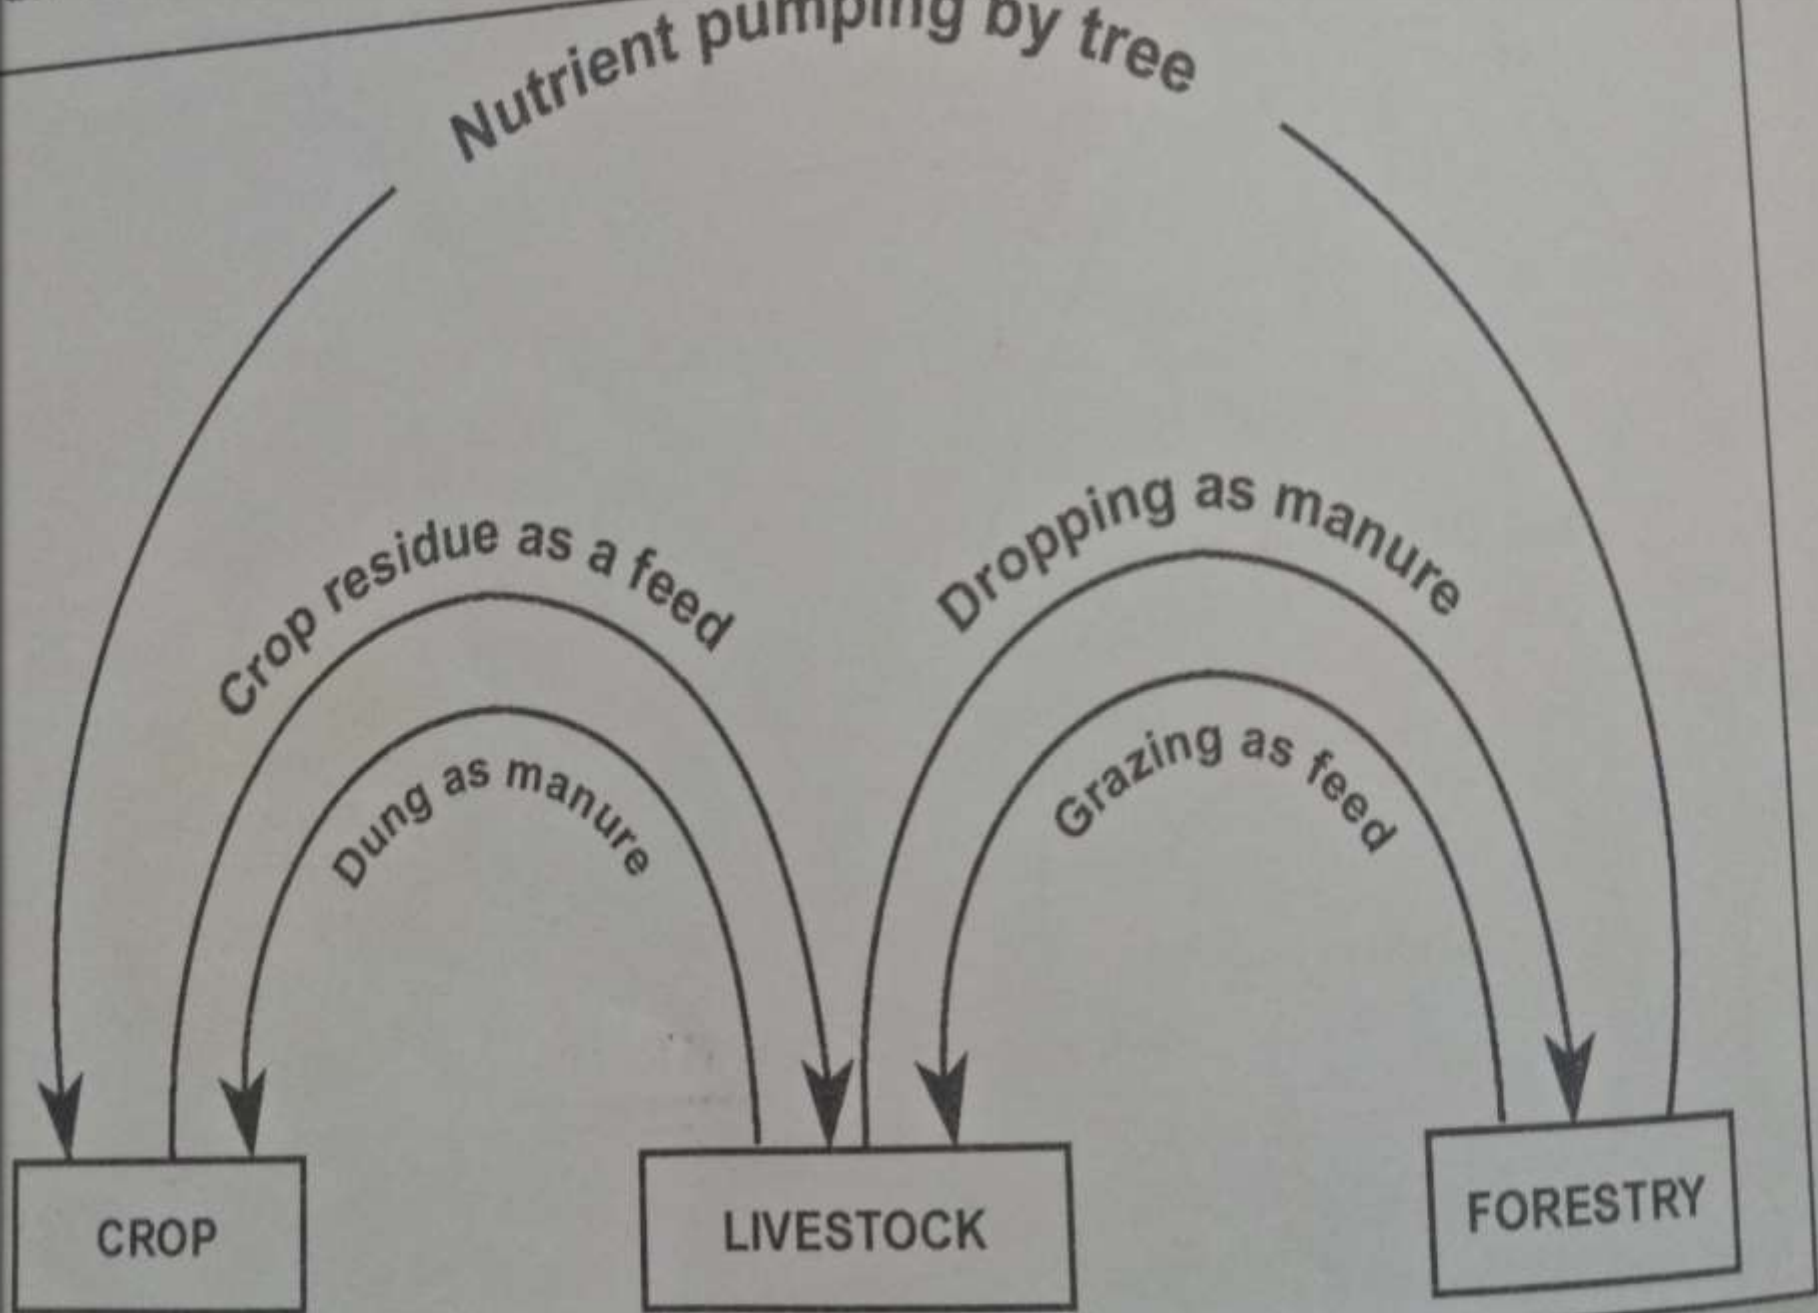 Nutrient pumping by tree
Crop residue as a feed
Dropping as manure
Dung as manure
Grazing as feed
CROP
LIVESTOCK
FORESTRY